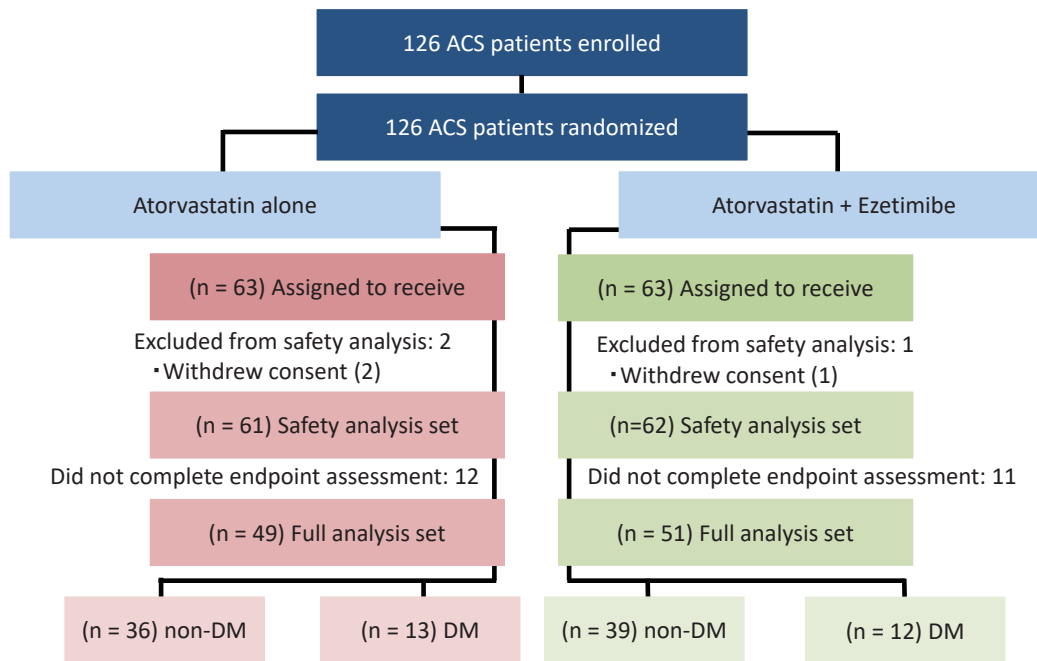 126 ACS patients enrolled
126 ACS patients randomized
Atorvastatin alone
Atorvastatin + Ezetimibe
(n = 63) Assigned to receive
(n = 63) Assigned to receive
Excluded from safety analysis: 2
・Withdrew consent (2)
Excluded from safety analysis: 1
・Withdrew consent (1)
(n = 61) Safety analysis set
(n=62) Safety analysis set
Did not complete endpoint assessment: 12
Did not complete endpoint assessment: 11
(n = 49) Full analysis set
(n = 51) Full analysis set
(n = 36) non-DM
(n = 13) DM
(n = 39) non-DM
(n = 12) DM